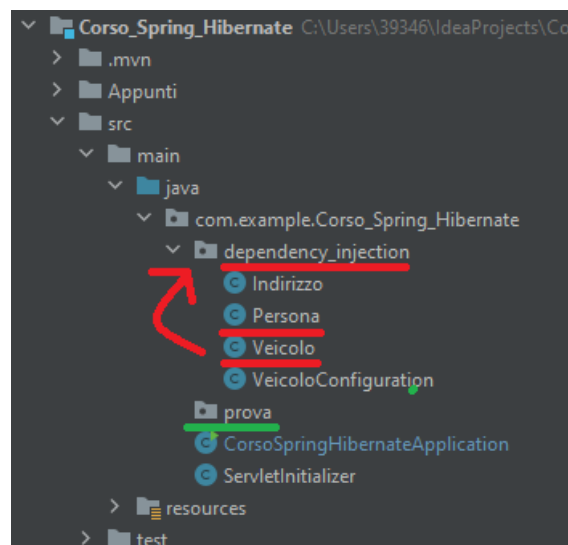 Corso_Spring_Hibernate C:\Users\39346\IdeaProjects\Co
.mvn
Appunti
src
main
java
com.example.Corso_Spring_Hibernate
dependency_injection
C Indirizzo
C Persona
C Veicolo
C VeicoloConfiguration
prova
C CorsoSpringHibernateApplication
C ServletInitializer
resources
test